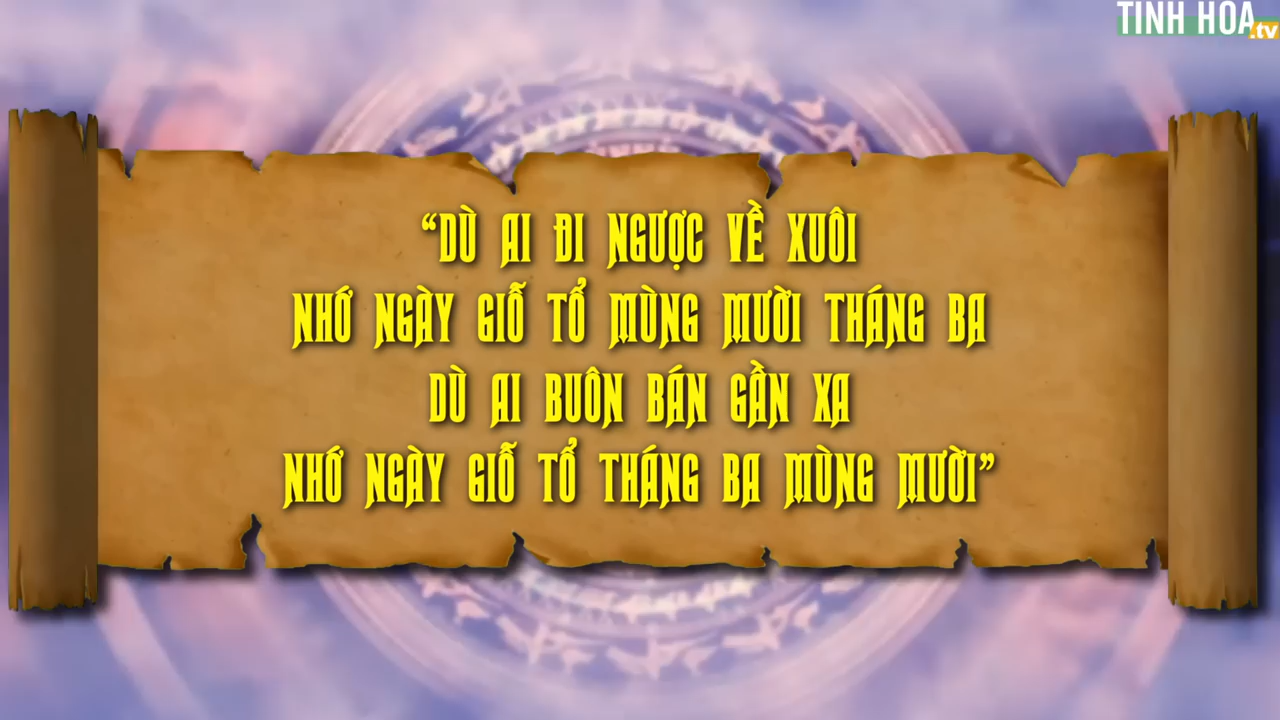 TINH HOA.tv
“DÙ AI ĐI NGƯỢC VỀ XUÔI
NHỚ NGÀY GIỖ TỔ MÙNG MƯỜI THÁNG BA
DÙ AI BUÔN BÁN GẦN XA
NHỚ NGÀY GIỖ TỔ THÁNG BA MÙNG MƯỜI”